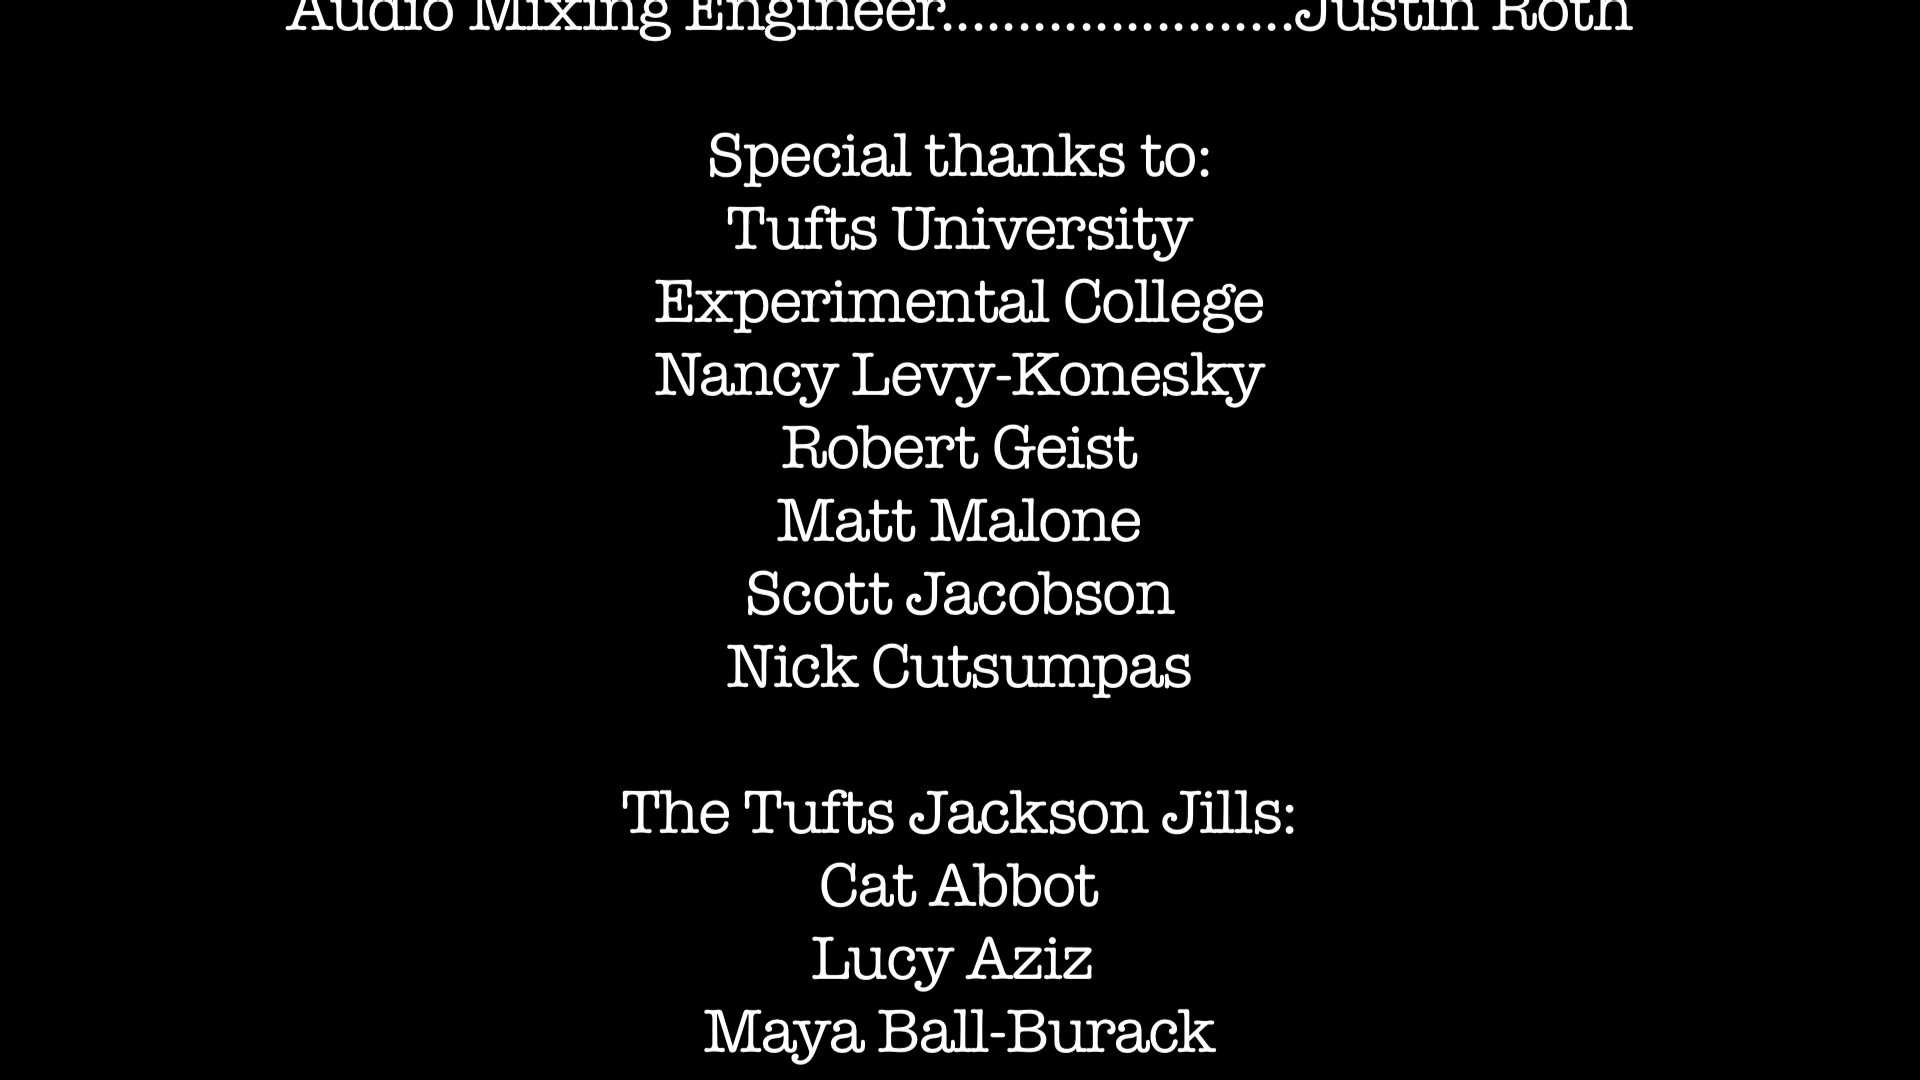 Audio Mixing Engineer.....................Justin Roth
Special thanks to:
Tufts University
Experimental College
Nancy Levy-Konesky
Robert Geist
Matt Malone
Scott Jacobson
Nick Cutsumpas
The Tufts Jackson Jills:
Cat Abbot
Lucy Aziz
Maya Ball-Burack